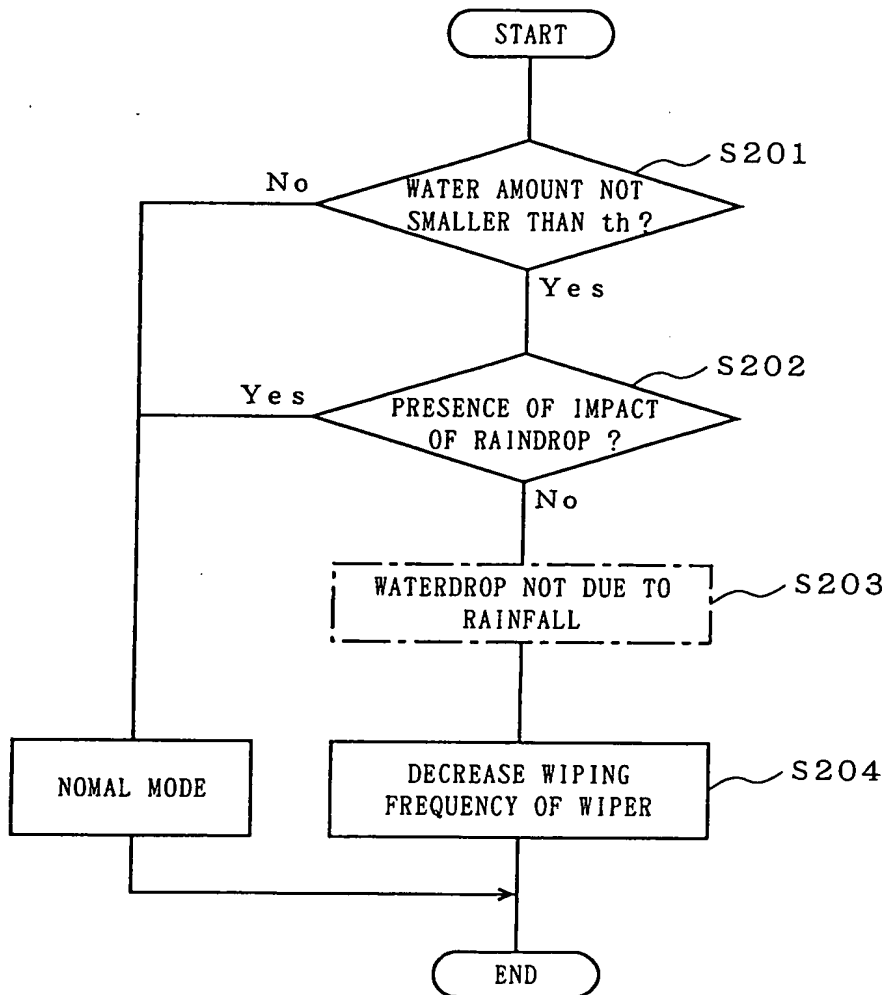 START
S201
No
WATER AMOUNT NOT
SMALLER THAN th?
Yes
S202
Yes
PRESENCE OF IMPACT
OF RAINDROP ?
No
WATERDROP NOT DUE TO
RAINFALL
S203
NOMAL MODE
DECREASE WIPING
FREQUENCY OF WIPER
S204
END